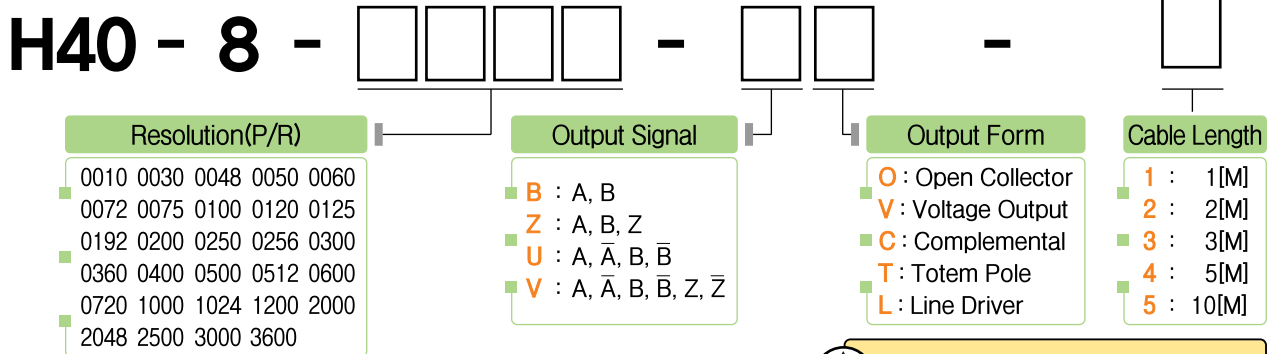 H40 - 8 - -  -
Resolution(P/R)
0010 0030 0048 0050 0060
0072 0075 0100 0120 0125
0192 0200 0250 0256 0300
0360 0400 0500 0512 0600
0720 1000 1024 1200 2000
2048 2500 3000 3600
Output Signal
B : A, B
Z : A, B, Z
U : A, A̅, B, B̅
V : A, A̅, B, B̅, Z, Z̅
Output Form
O : Open Collector
V : Voltage Output
C : Complemental
T : Totem Pole
L : Line Driver
Cable Length
1 : 1[M]
2 : 2[M]
3 : 3[M]
4 : 5[M]
5 : 10[M]